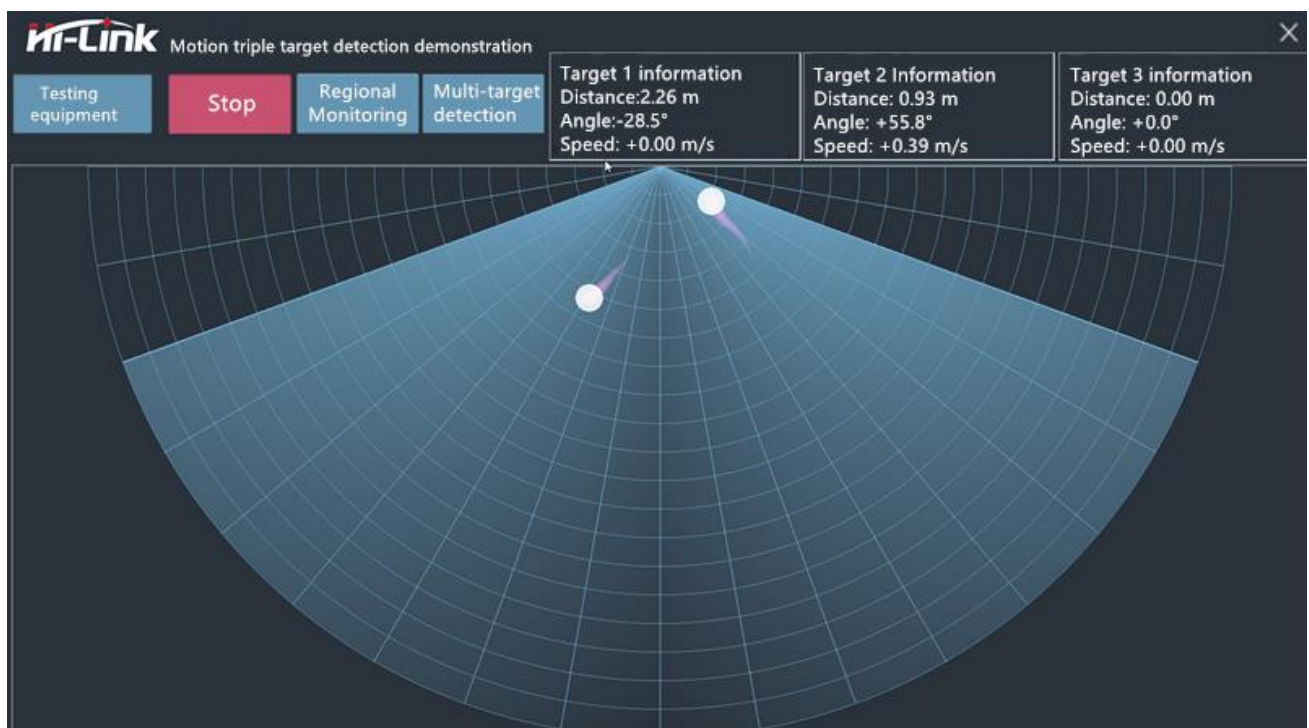 Hi-Link
Motion triple target detection demonstration
Testing
equipment
Stop
Regional
Monitoring
Multi-target
detection
Target 1 information
Distance:2.26 m
Angle:-28.5°
Speed: +0.00 m/s
Target 2 Information
Distance: 0.93 m
Angle: +55.8°
Speed: +0.39 m/s
Target 3 information
Distance: 0.00 m
Angle: +0.0°
Speed: +0.00 m/s